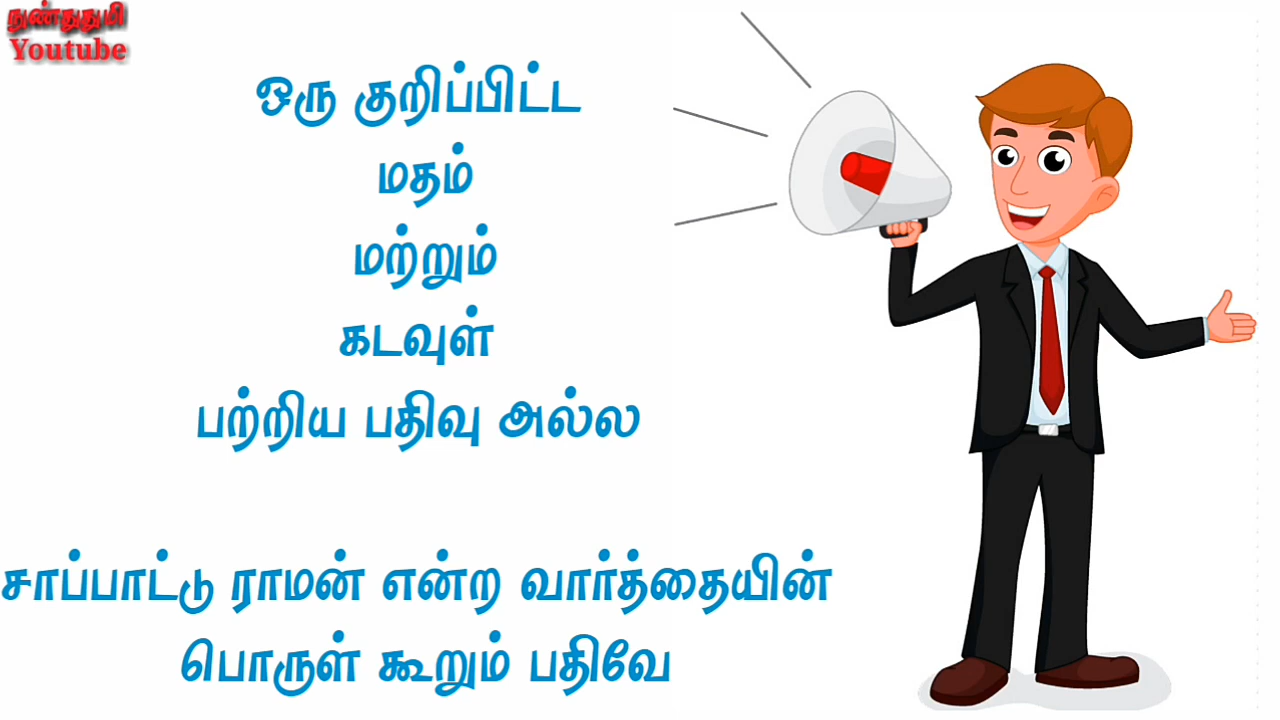 நுண்துதுமி
Youtube
ஒரு குறிப்பிட்ட
மதம்
மற்றும்
கடவுள்
பற்றிய பதிவு அல்ல
சாப்பாட்டு ராமன் என்ற வார்த்தையின்
பொருள் கூறும் பதிவே